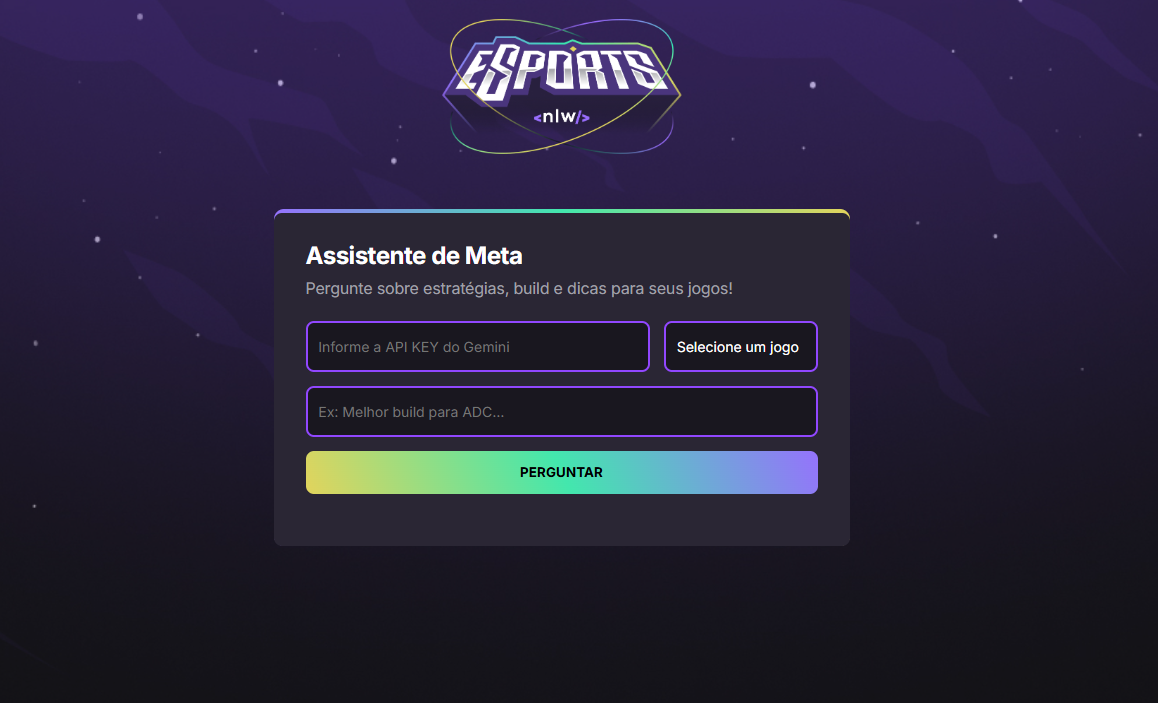 ESPORTS
<nlw/>
Assistente de Meta
Pergunte sobre estratégias, build e dicas para seus jogos!
Informe a API KEY do Gemini
Selecione um jogo
Ex: Melhor build para ADC...
PERGUNTAR